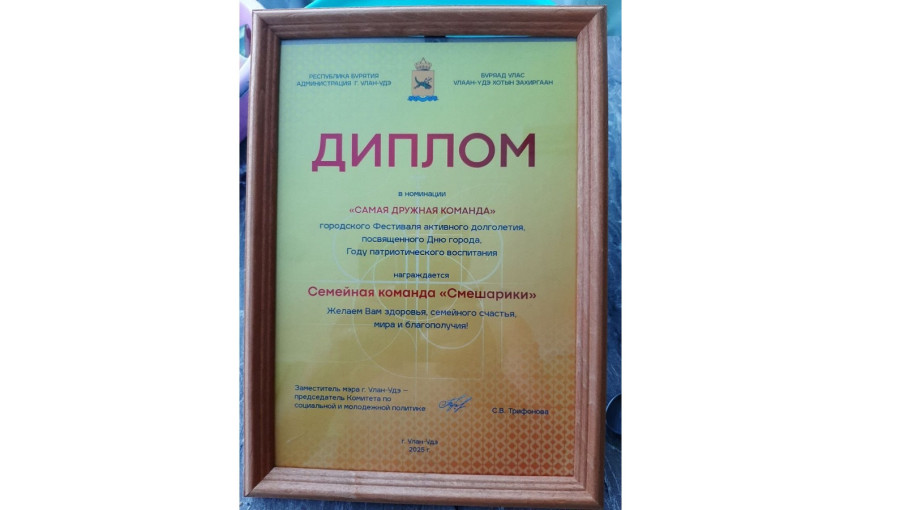 РЕСПУБЛИКА БУРЯТИЯ
АДМИНИСТРАЦИЯ Г. УЛАН-УДЭ
БУРЯАД УЛАС
УЛААН-ҮДЭ ХОТЫН ЗАХИРГААН
ДИПЛОМ
в номинации
«САМАЯ ДРУЖНАЯ КОМАНДА»
городского Фестиваля активного долголетия,
посвященного Дню города,
Году патриотического воспитания
награждается
Семейная команда «Смешарики»
Желаем Вам здоровья, семейного счастья,
мира и благополучия!
Заместитель мэра г. Улан-Удэ —
председатель Комитета по
социальной и молодежной политике
С.В. Трифонова
г. Улан-Удэ
2025 г.